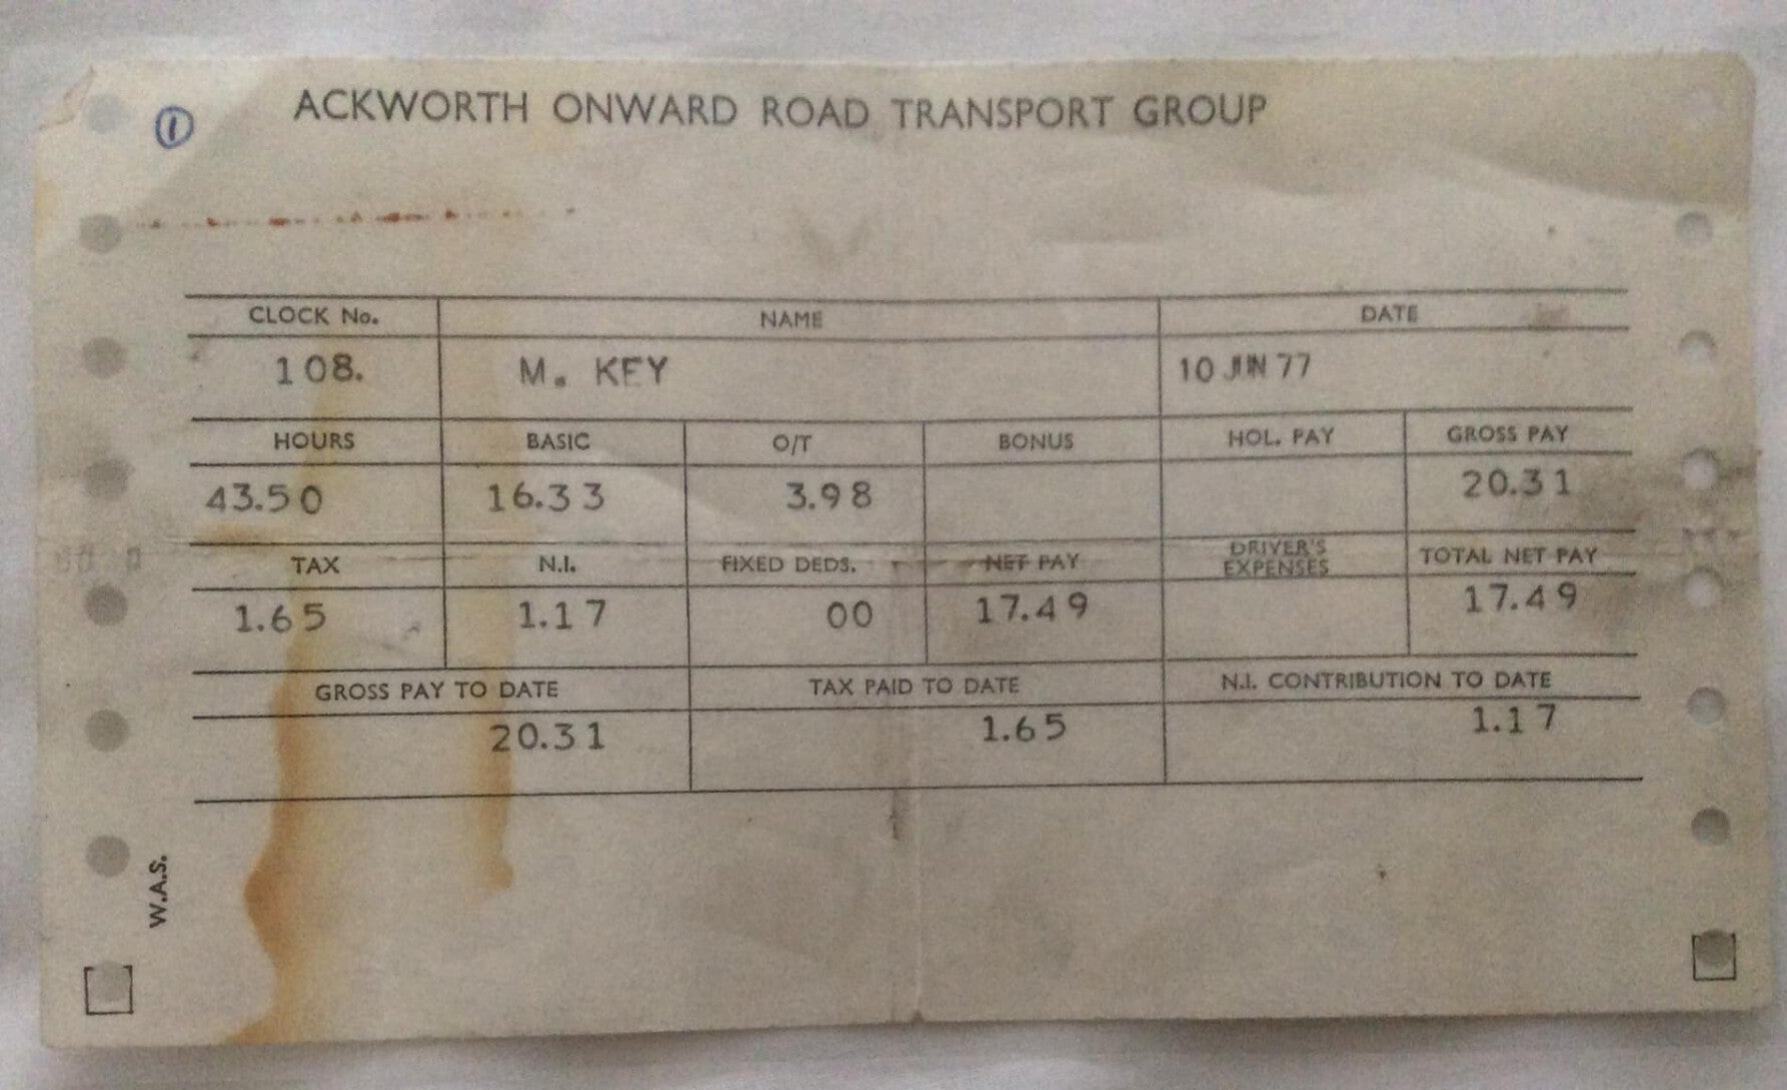 1
ACKWORTH ONWARD ROAD TRANSPORT GROUP
CLOCK No. NAME DATE
108. M. KEY 10 JUN 77
HOURS BASIC O/T BONUS HOL. PAY GROSS PAY
43.50 16.33 3.98 20.31
TAX N.I. FIXED DEDS. NET PAY DRIVER'S EXPENSES TOTAL NET PAY
1.65 1.17 00 17.49 17.49
GROSS PAY TO DATE TAX PAID TO DATE N.I. CONTRIBUTION TO DATE
20.31 1.65 1.17
W.A.S.